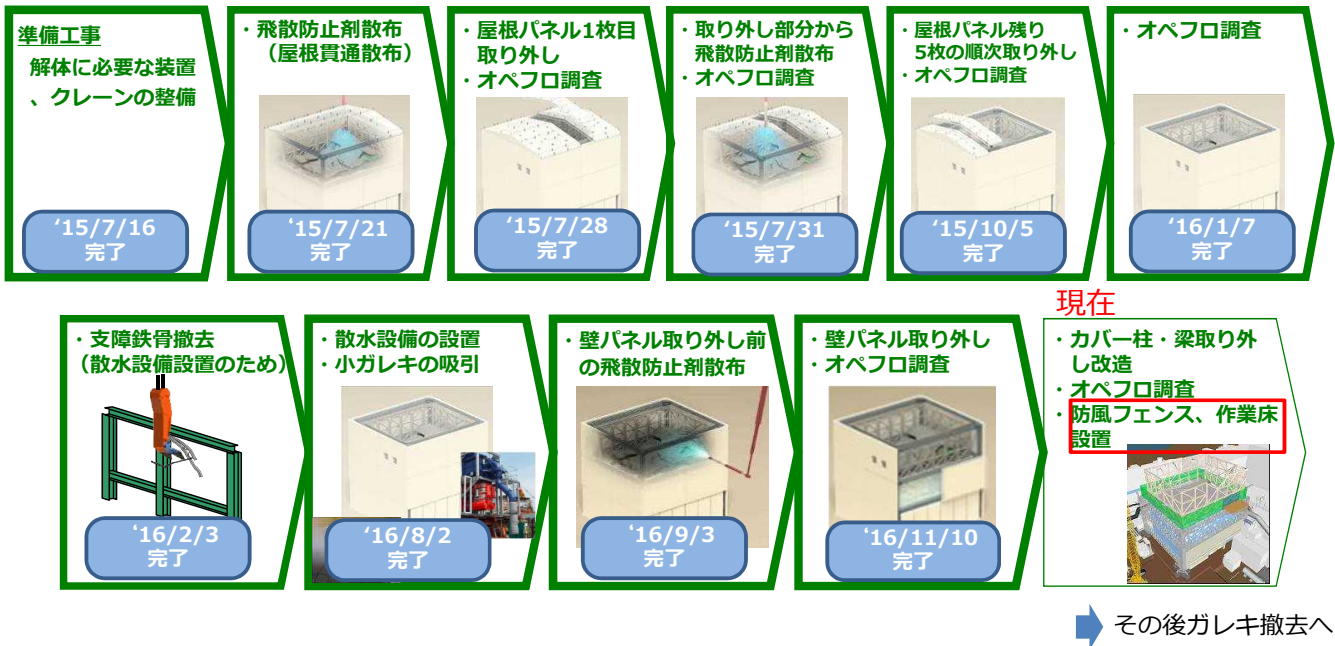 準備工事
解体に必要な装置
、クレーンの整備
‘15/7/16
完了
・飛散防止剤散布
（屋根貫通散布）
‘15/7/21
完了
・屋根パネル1枚目
取り外し
・オペフロ調査
‘15/7/28
完了
・取り外し部分から
飛散防止剤散布
・オペフロ調査
‘15/7/31
完了
・屋根パネル残り
5枚の順次取り外し
・オペフロ調査
‘15/10/5
完了
・オペフロ調査
‘16/1/7
完了
・支障鉄骨撤去
（散水設備設置のため）
‘16/2/3
完了
・散水設備の設置
・小ガレキの吸引
‘16/8/2
完了
・壁パネル取り外し前
の飛散防止剤散布
‘16/9/3
完了
・壁パネル取り外し
・オペフロ調査
‘16/11/10
完了
現在
・カバー柱・梁取り外
し改造
・オペフロ調査
・防風フェンス、作業床
設置
その後ガレキ撤去へ